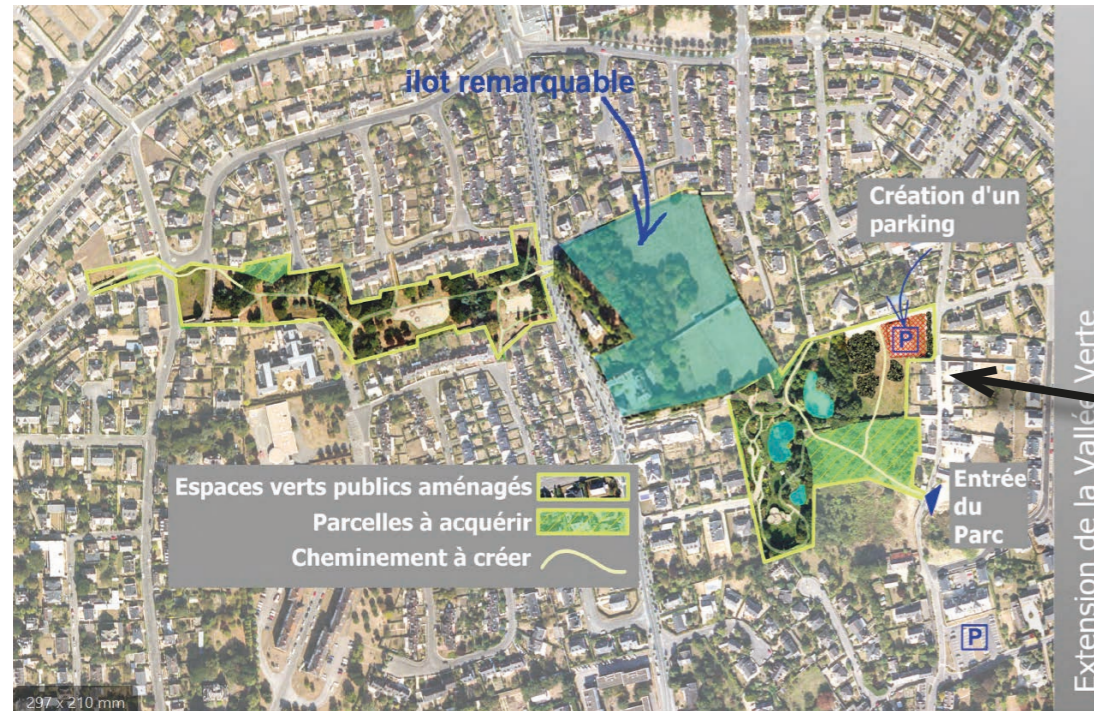 ilot remarquable
Création d'un
parking
P
Espaces verts publics aménagés
Parcelles à acquérir
Cheminement à créer
Entrée
du
Parc
P
Extension de la Vallée Verte
297 x 210 mm